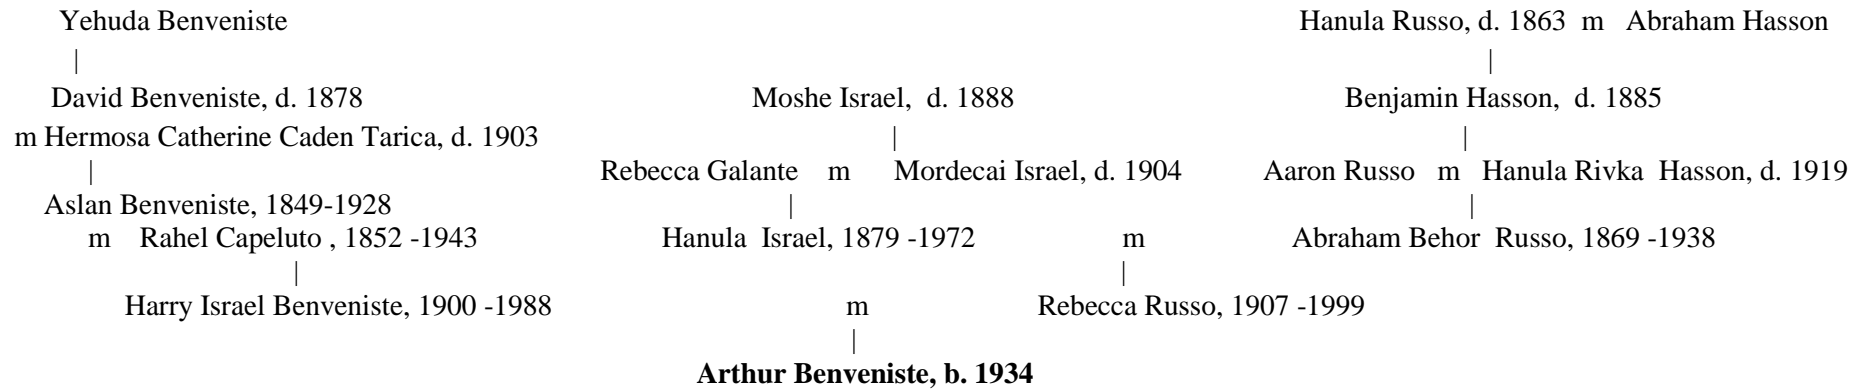 Yehuda Benveniste Hanula Russo, d. 1863 m Abraham Hasson
| |
David Benveniste, d. 1878 Moshe Israel, d. 1888 Benjamin Hasson, d. 1885
m Hermosa Catherine Caden Tarica, d. 1903 | |
| Rebecca Galante m Mordecai Israel, d. 1904 Aaron Russo m Hanula Rivka Hasson, d. 1919
Aslan Benveniste, 1849-1928 | |
m Rahel Capeluto , 1852 -1943 Hanula Israel, 1879 -1972 m Abraham Behor Russo, 1869 -1938
| |
Harry Israel Benveniste, 1900 -1988 m Rebecca Russo, 1907 -1999
|
Arthur Benveniste, b. 1934